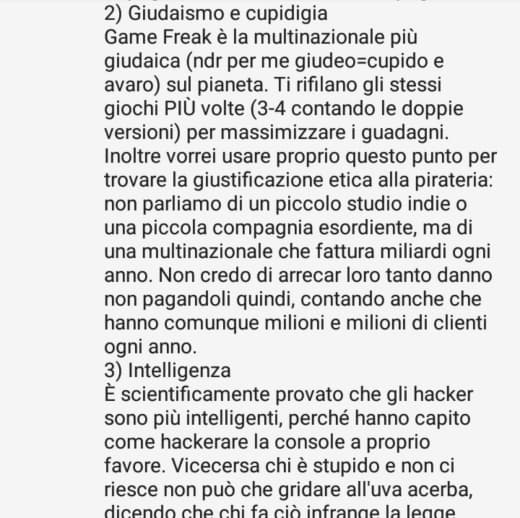 2) Giudaismo e cupidigia
Game Freak è la multinazionale più
giudaica (ndr per me giudeo=cupido e
avaro) sul pianeta. Ti rifilano gli stessi
giochi PIÙ volte (3-4 contando le doppie
versioni) per massimizzare i guadagni.
Inoltre vorrei usare proprio questo punto per
trovare la giustificazione etica alla pirateria:
non parliamo di un piccolo studio indie o
una piccola compagnia esordiente, ma di
una multinazionale che fattura miliardi ogni
anno. Non credo di arrecar loro tanto danno
non pagandoli quindi, contando anche che
hanno comunque milioni e milioni di clienti
ogni anno.
3) Intelligenza
È scientificamente provato che gli hacker
sono più intelligenti, perché hanno capito
come hackerare la console a proprio
favore. Vicecersa chi è stupido e non ci
riesce non può che gridare all'uva acerba,
dicendo che chi fa ciò infrange la legge